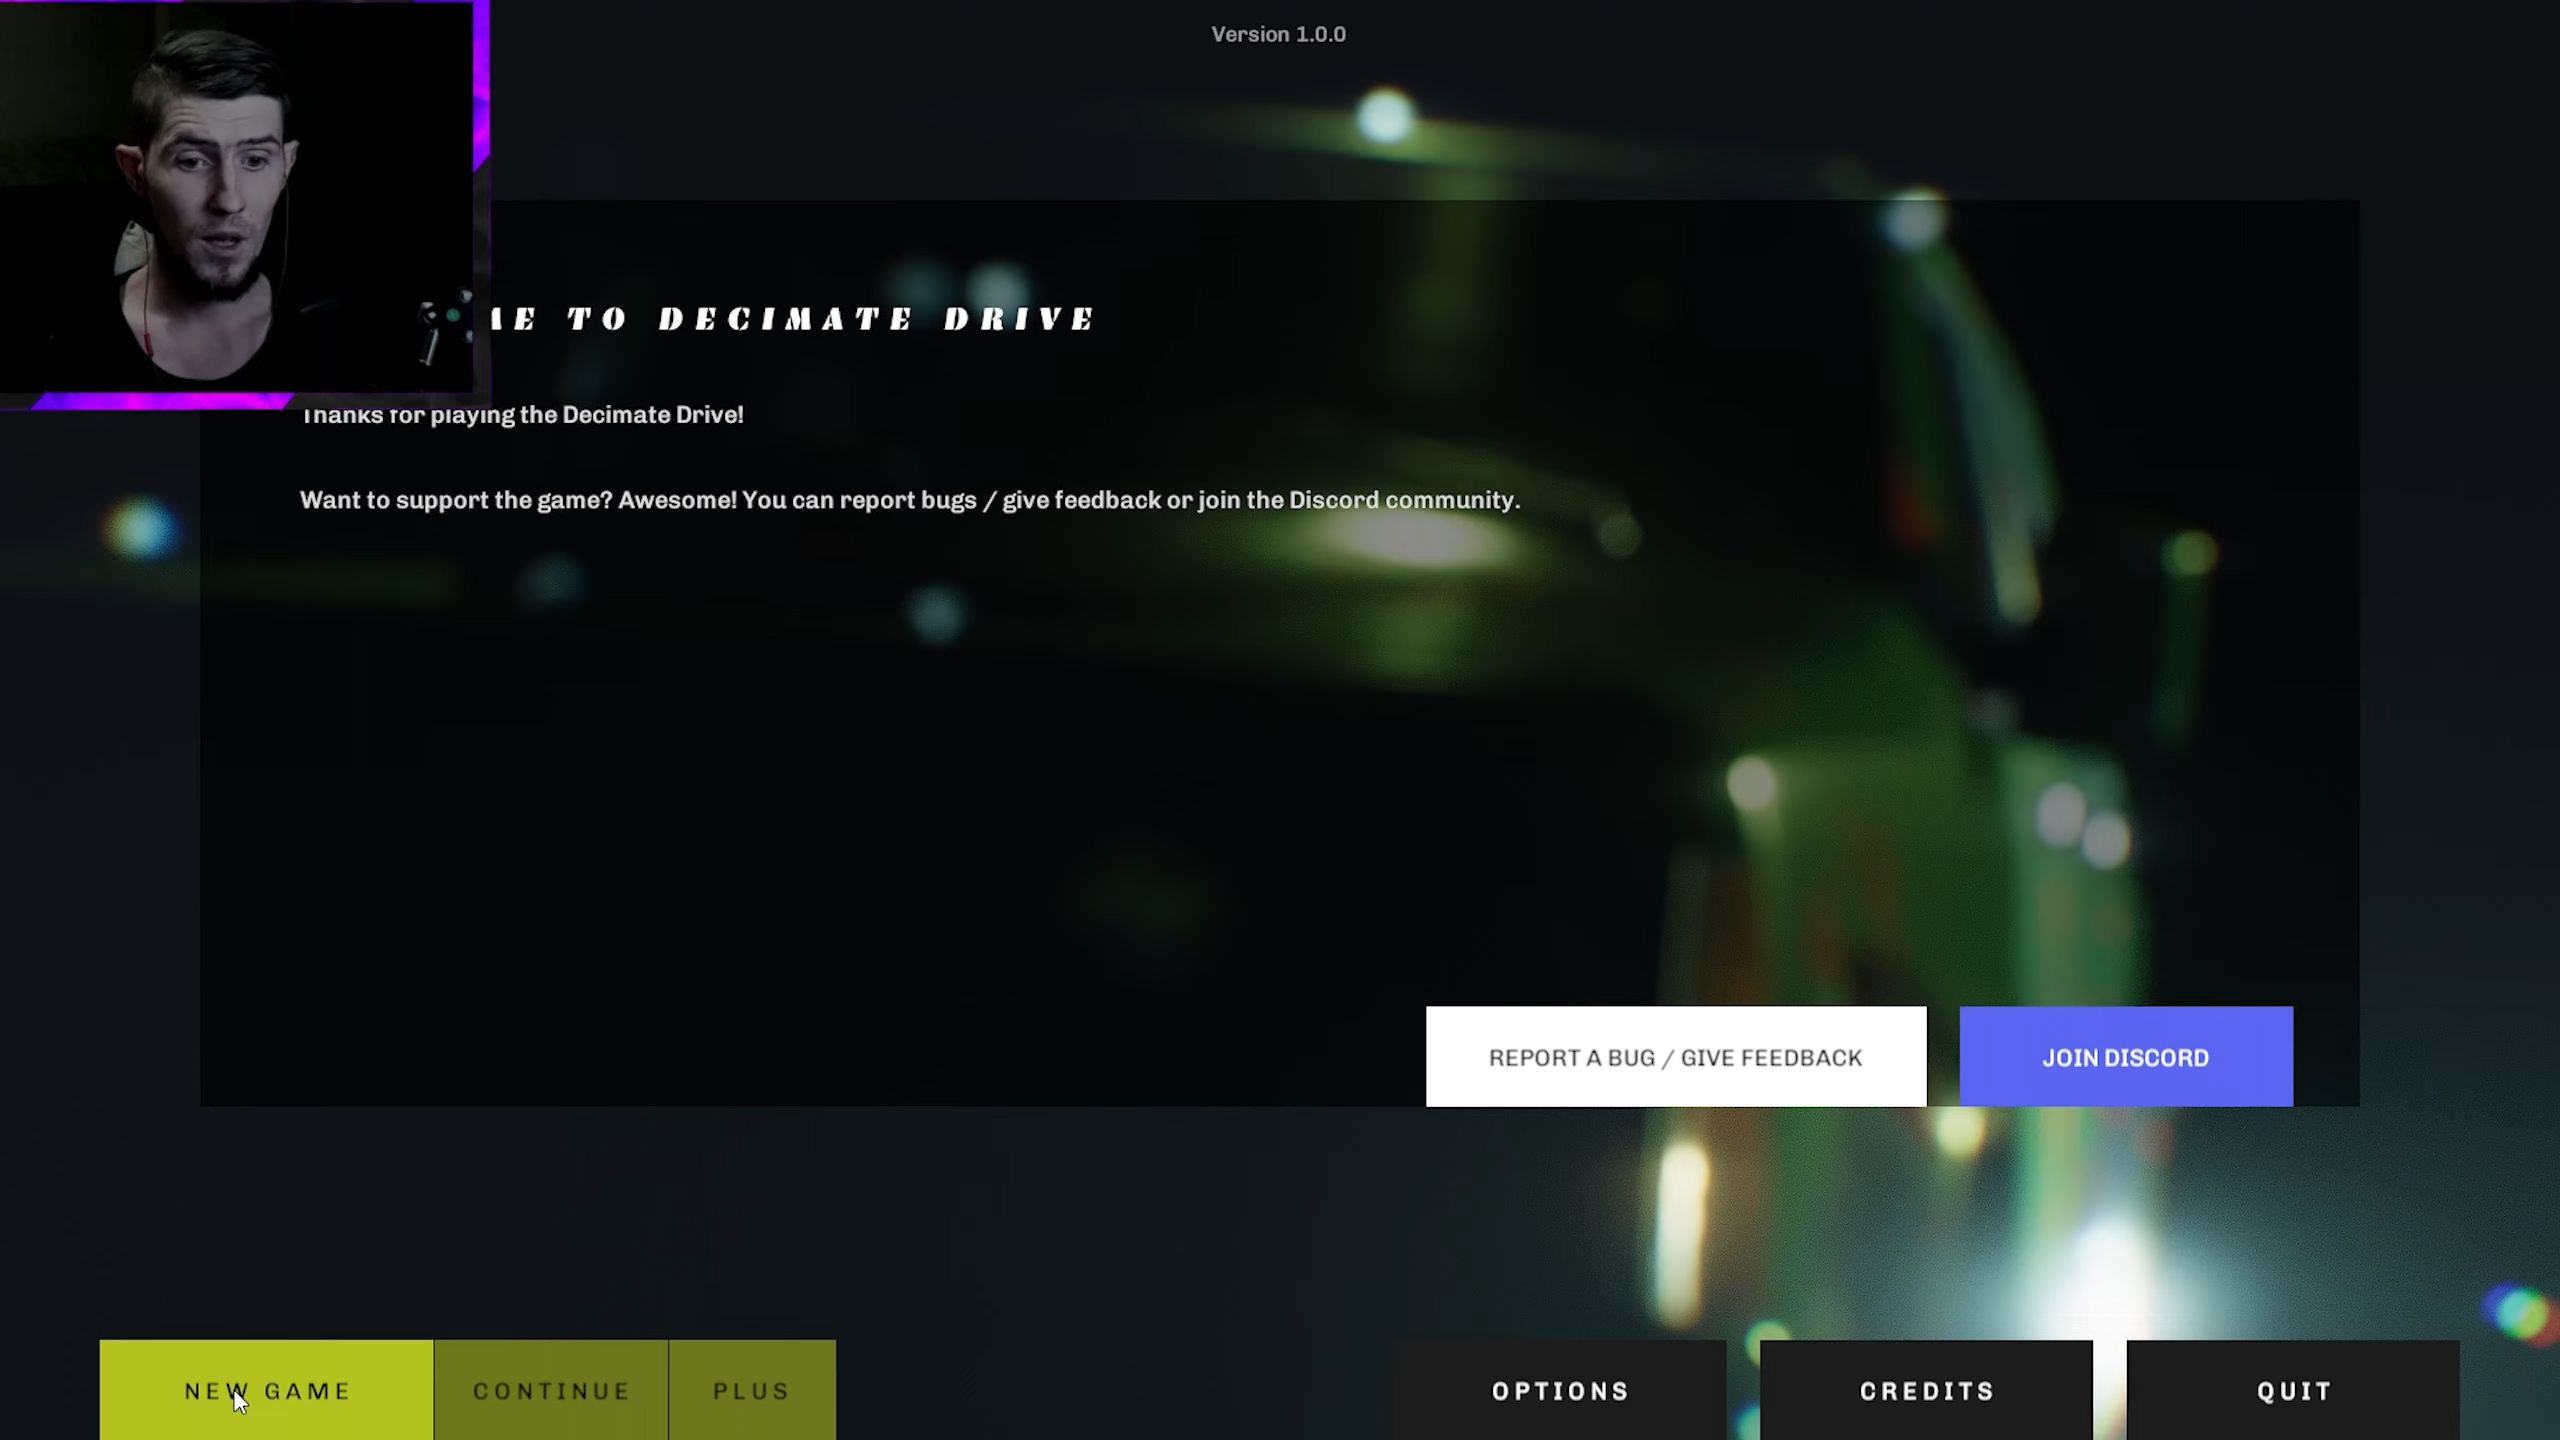 Version 1.0.0
TO DECIMATE DRIVE
Thanks for playing the Decimate Drive!
Want to support the game? Awesome! You can report bugs / give feedback or join the Discord community.
REPORT A BUG / GIVE FEEDBACK
JOIN DISCORD
NEW GAME
CONTINUE
PLUS
OPTIONS
CREDITS
QUIT